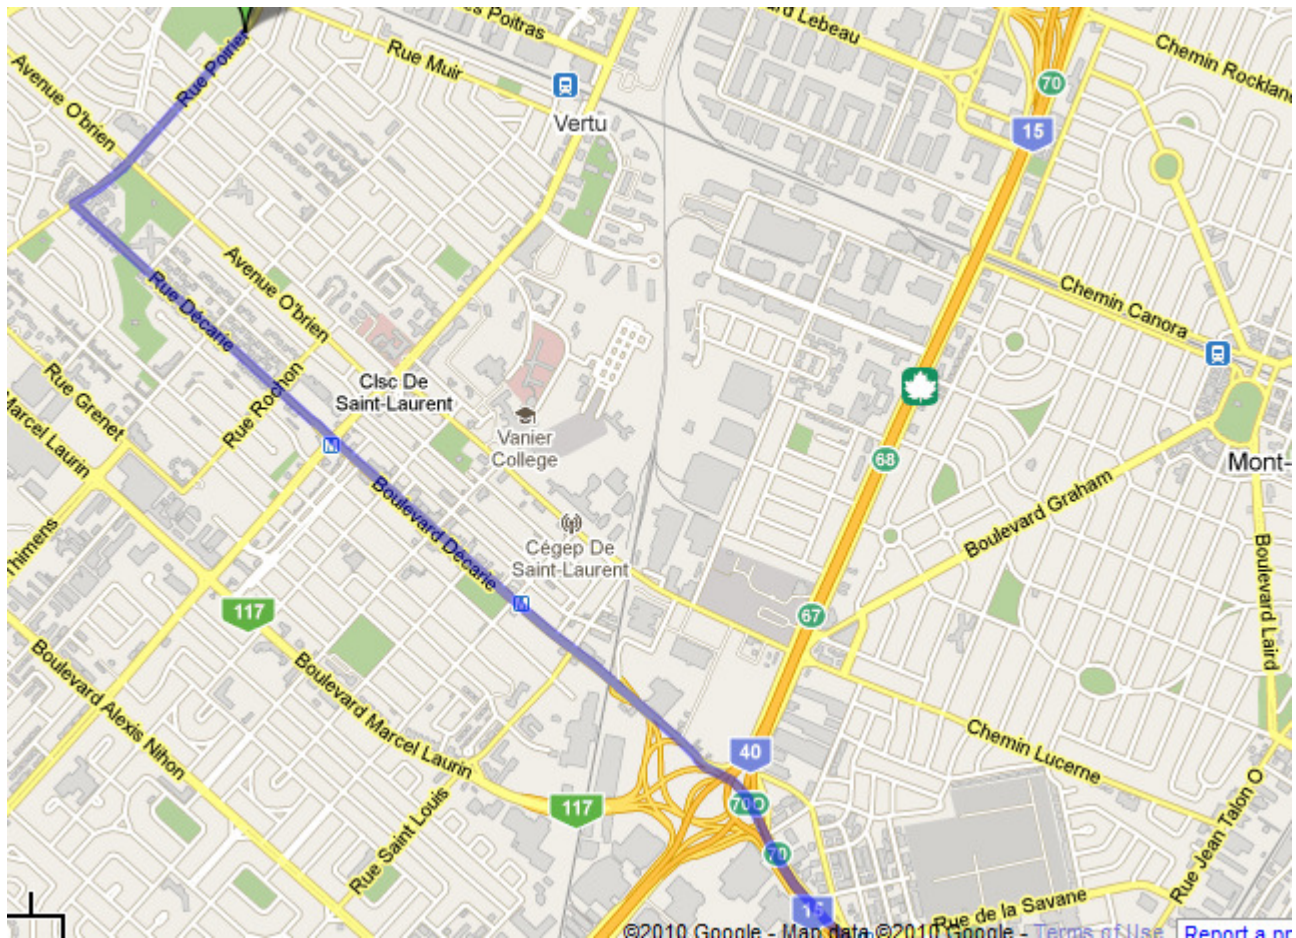 Poitras
Lebeau
Chemin Rockland
Rue Muir
70
Rue Poirier
Avenue O'brien
15
Vertu
Avenue O'brien
Chemin Canora
Rue Décarie
Rue Grenet
Clsc De
Saint-Laurent
Rue Rochon
Marcel Laurin
Vanier
College
68
Mont-
Boulevard Graham
Boulevard Décarie
Thimens
Cégep De
Saint-Laurent
Boulevard Laird
117
67
Boulevard Marcel Laurin
Boulevard Alexis Nihon
Chemin Lucerne
40
117
70O
Rue Jean Talon O
Rue Saint Louis
70
15
Rue de la Savane
©2010 Google - Map data ©2010 Google - Terms of Use
Report a pr